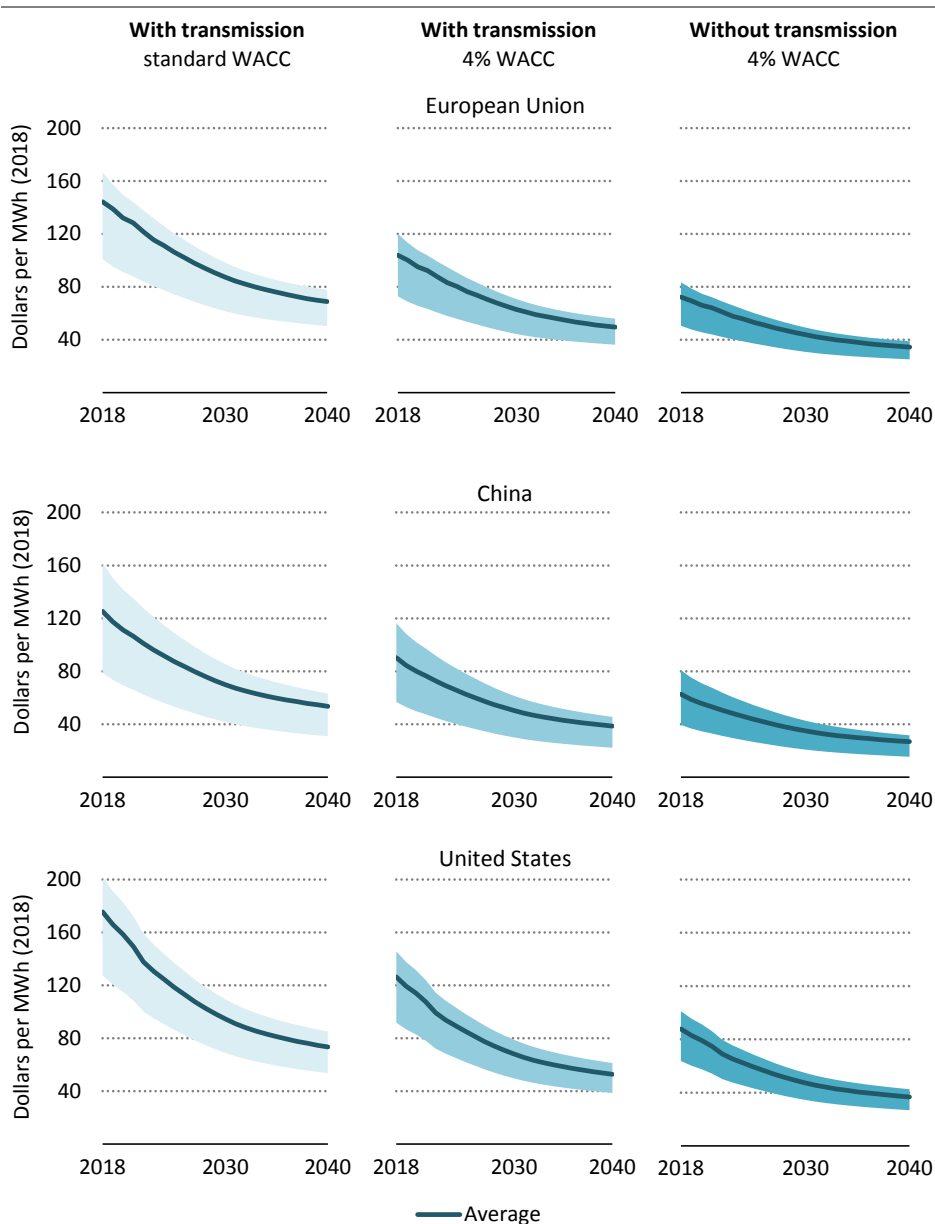 With transmission
standard WACC
With transmission
4% WACC
Without transmission
4% WACC
European Union
Dollars per MWh (2018)
200
160
120
80
40
2018 2030 2040
2018 2030 2040
2018 2030 2040
China
Dollars per MWh (2018)
200
160
120
80
40
2018 2030 2040
2018 2030 2040
2018 2030 2040
United States
Dollars per MWh (2018)
200
160
120
80
40
2018 2030 2040
2018 2030 2040
2018 2030 2040
Average